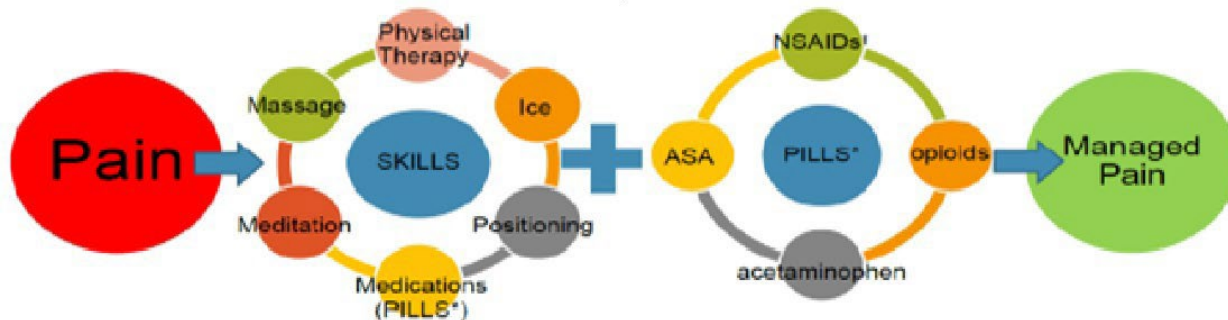 Pain
Physical
Therapy
Massage
Ice
SKILLS
Meditation
Positioning
Medications
(PILLS*)
NSAIDs'
ASA
PILLS*
opioids
acetaminophen
Managed
Pain